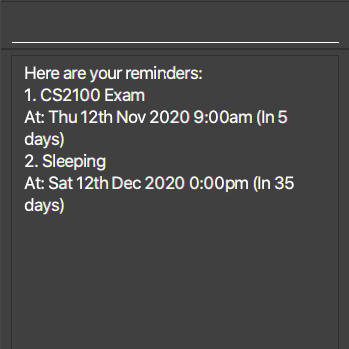 Here are your reminders:
1. CS2100 Exam
At: Thu 12th Nov 2020 9:00am (In 5
days)
2. Sleeping
At: Sat 12th Dec 2020 0:00pm (In 35
days)